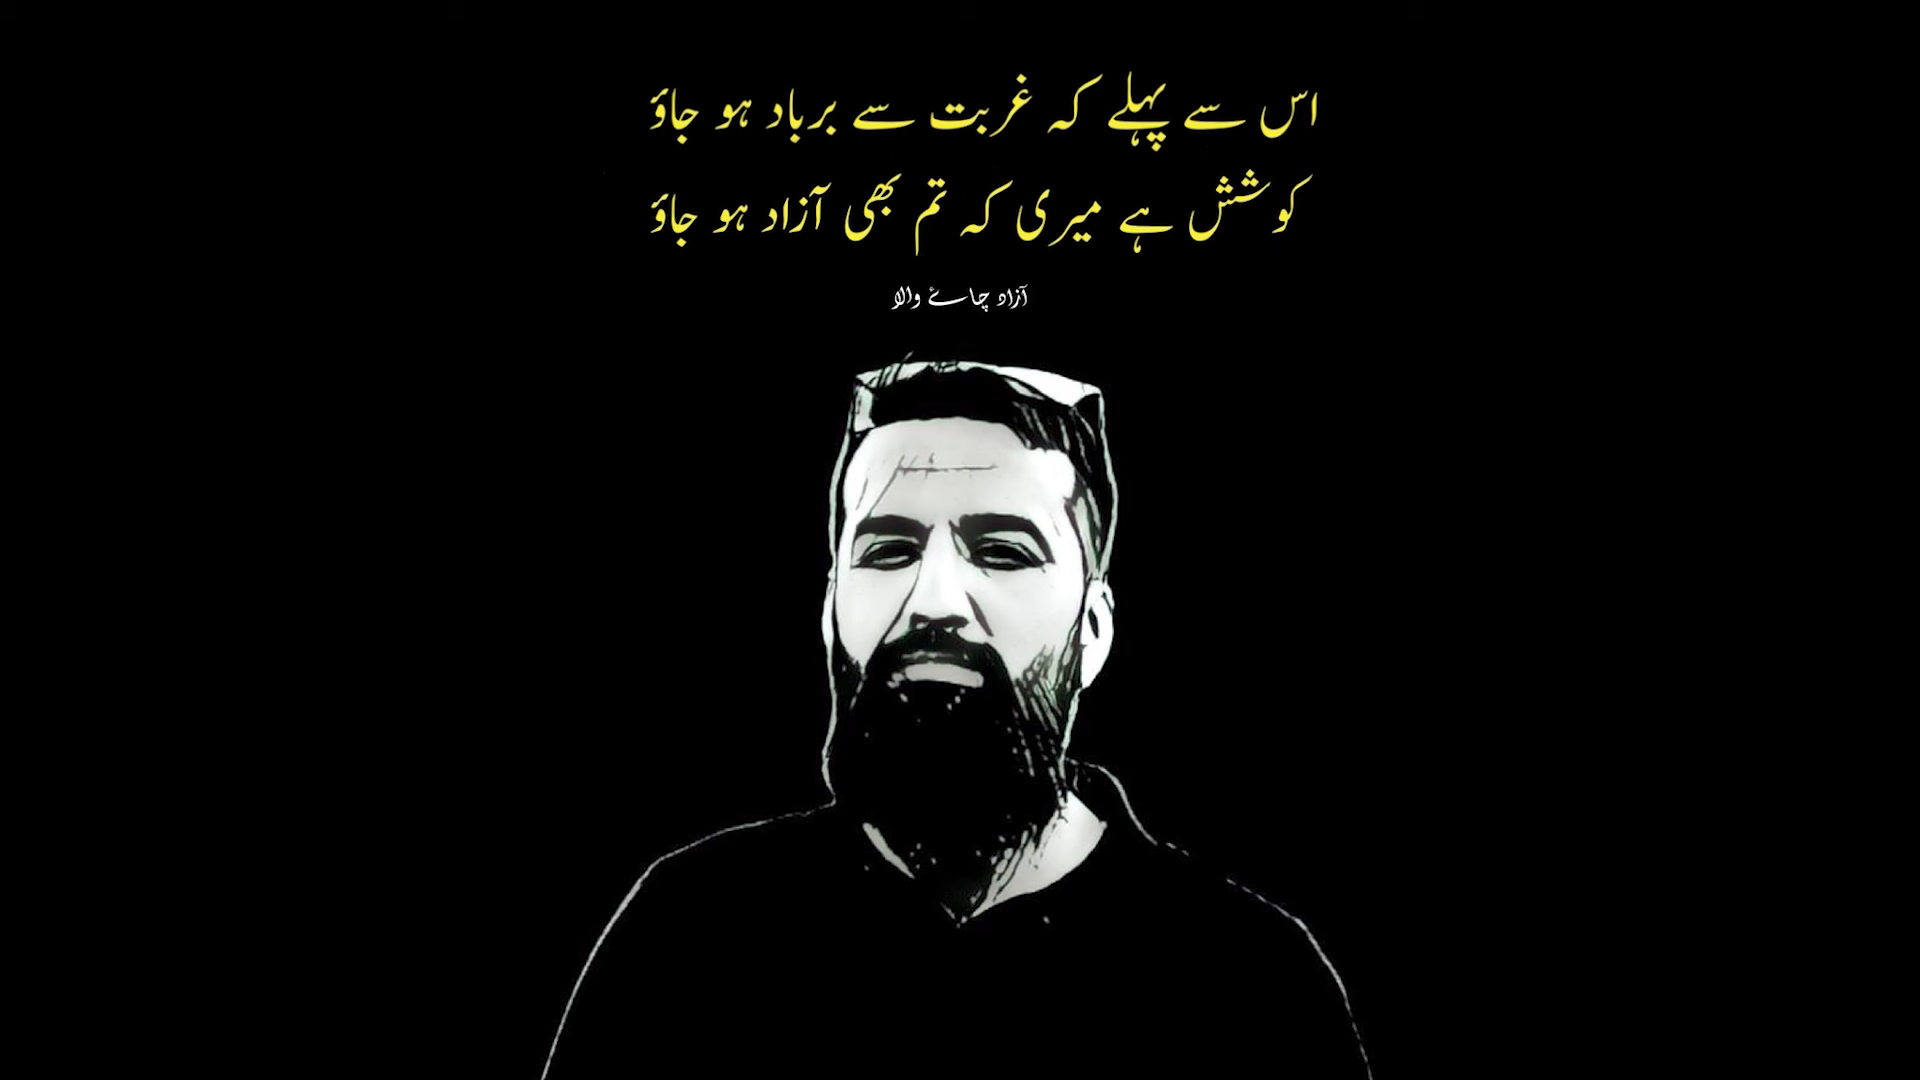 اس سے پہلے کہ غربت سے برباد ہو جاؤ
کوشش ہے میری کہ تم بھی آزاد ہو جاؤ
آزاد چائے والا